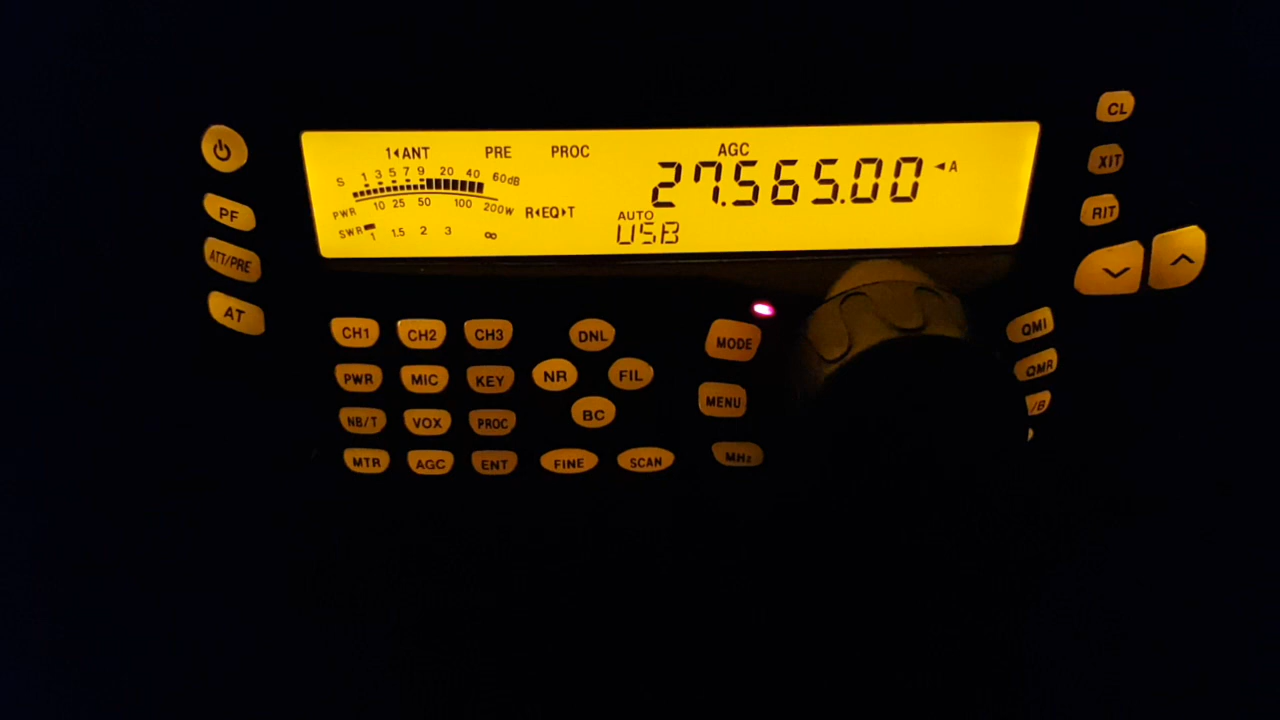 1◂ANT PRE PROC AGC
S 1 3 5 7 9 20 40 60dB
27.565.00 ◂A
PWR 10 25 50 100 200W R◂EQ▸T
AUTO
SWR 1 1.5 2 3 ∞ USB
PF
ATT/PRE
AT
CL
XIT
RIT
CH1 CH2 CH3 DNL MODE QMI
PWR MIC KEY NR FIL QMR
NB/T VOX PROC BC MENU /B
MTR AGC ENT FINE SCAN MHz